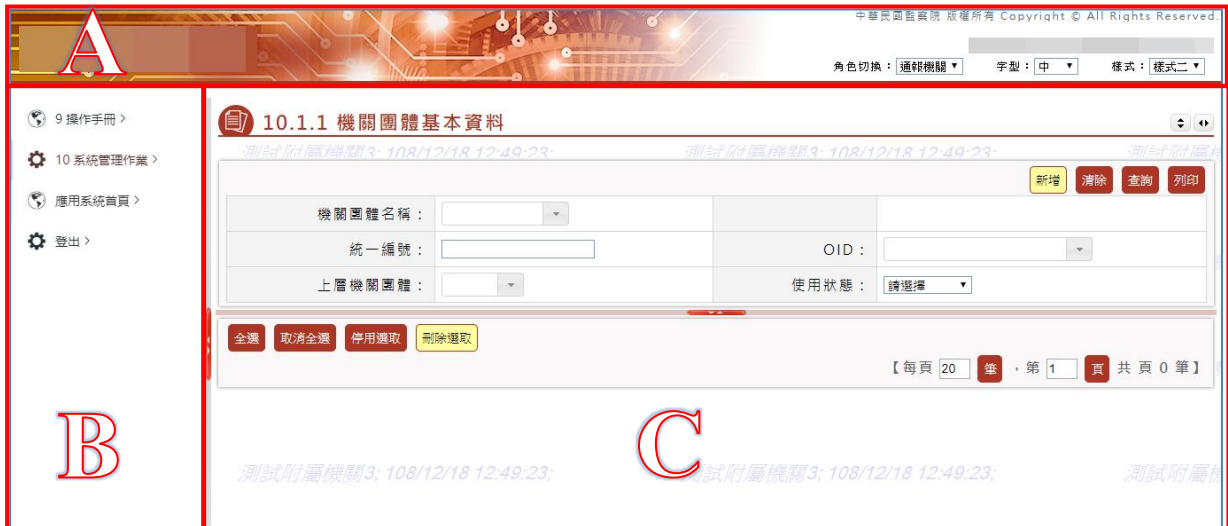 中華民國監察院 版權所有 Copyright © All Rights Reserved.
A
角色切換：通報機關 字型：中 樣式：樣式二
9 操作手冊
10 系統管理作業
應用系統首頁
登出
B
10.1.1 機關團體基本資料
測試附屬機關3; 108/12/18 12:49:23; 測試附屬機關3; 108/12/18 12:49:23; 測試附屬機
新增 清除 查詢 列印
機關團體名稱：
統一編號： OID：
上層機關團體： 使用狀態：請選擇
全選 取消全選 停用選取 刪除選取
【每頁 20 筆，第 1 頁 共 頁 0 筆】
C
測試附屬機關3; 108/12/18 12:49:23; 測試附屬機關3; 108/12/18 12:49:23; 測試附屬機